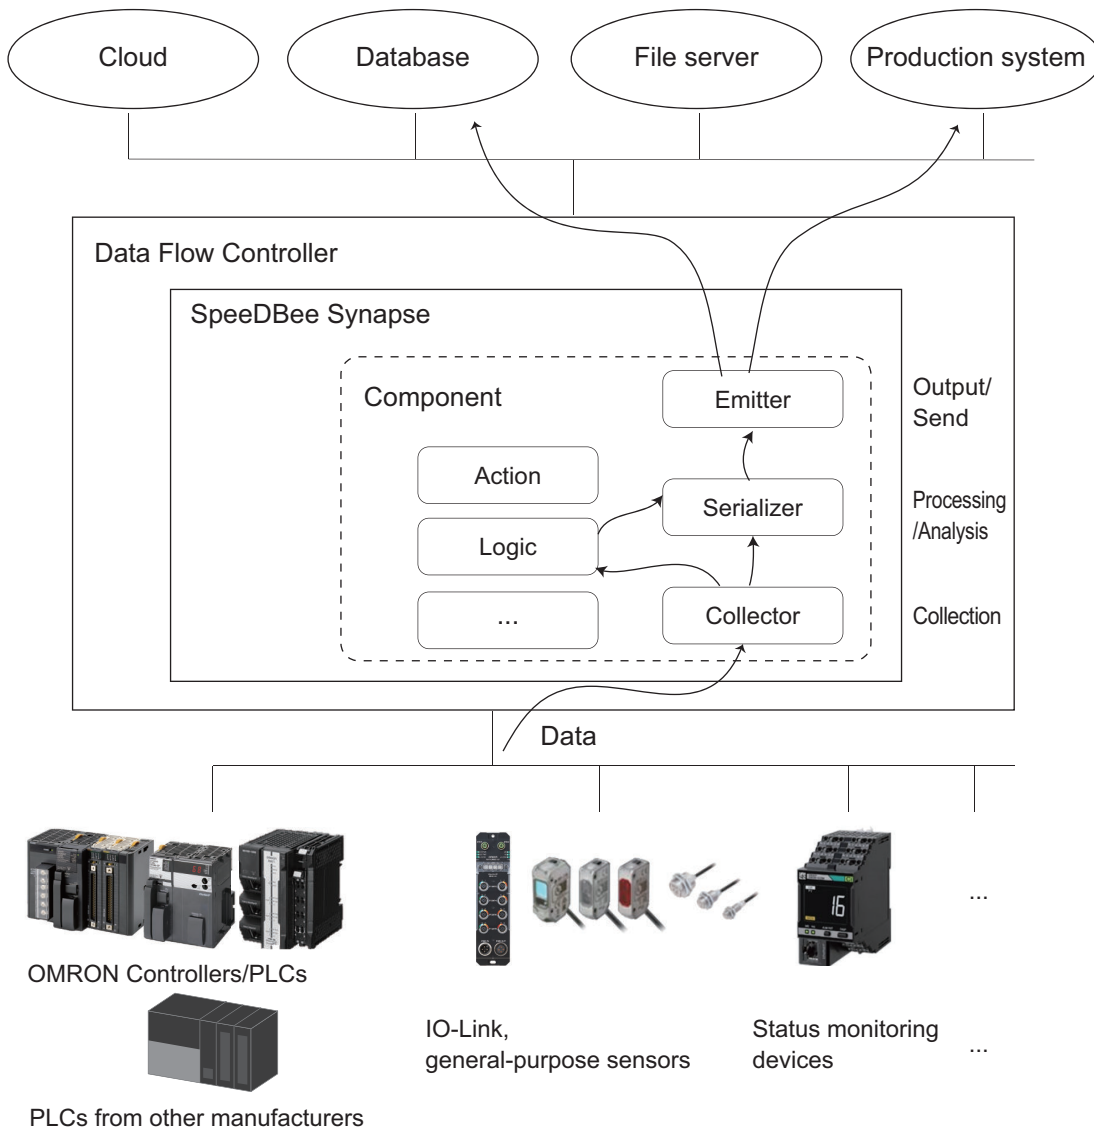 Cloud
Database
File server
Production system
Data Flow Controller
SpeeDBee Synapse
Component
Emitter
Output/
Send
Action
Serializer
Processing
/Analysis
Logic
...
Collector
Collection
Data
16
...
OMRON Controllers/PLCs
IO-Link,
general-purpose sensors
Status monitoring
devices
...
PLCs from other manufacturers